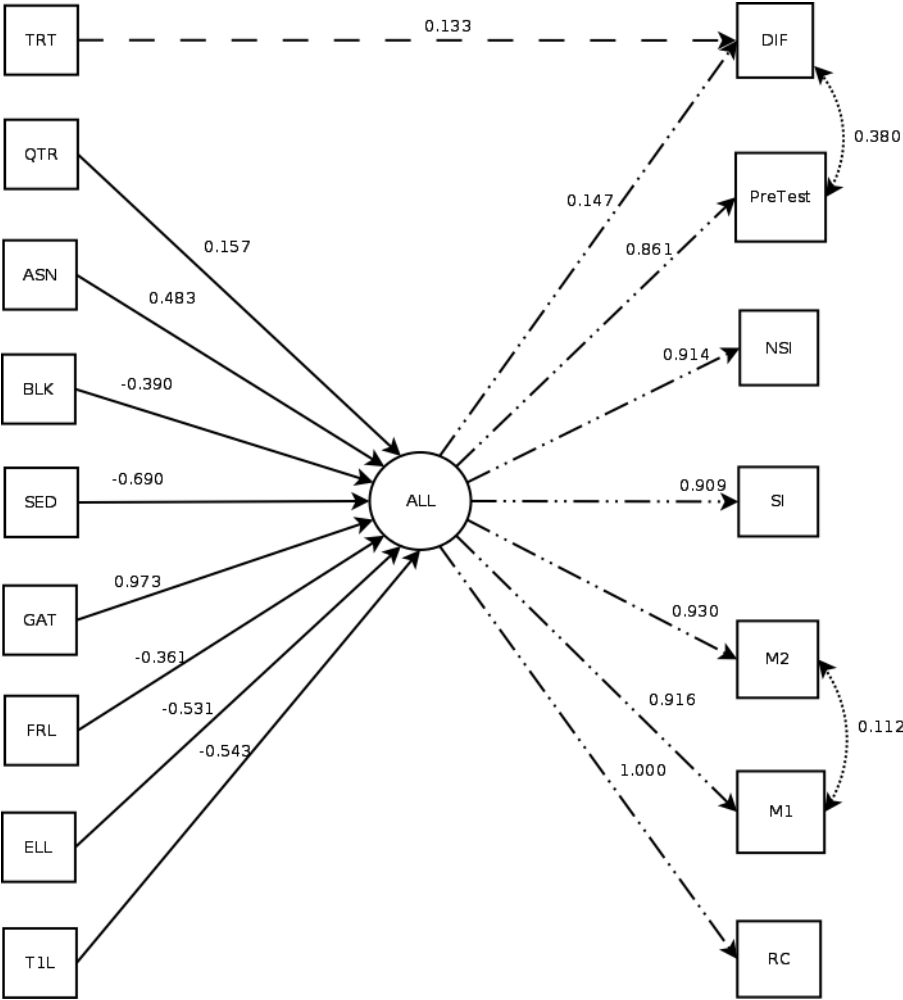 TRT
0.133
DIF
QTR
0.380
ASN
0.157
0.147
PreTest
0.483
0.861
BLK
-0.390
NSI
0.914
SED
-0.690
ALL
0.909
SI
GAT
0.973
0.930
M2
FRL
-0.361
-0.531
0.916
0.112
-0.543
1.000
ELL
M1
T1L
RC